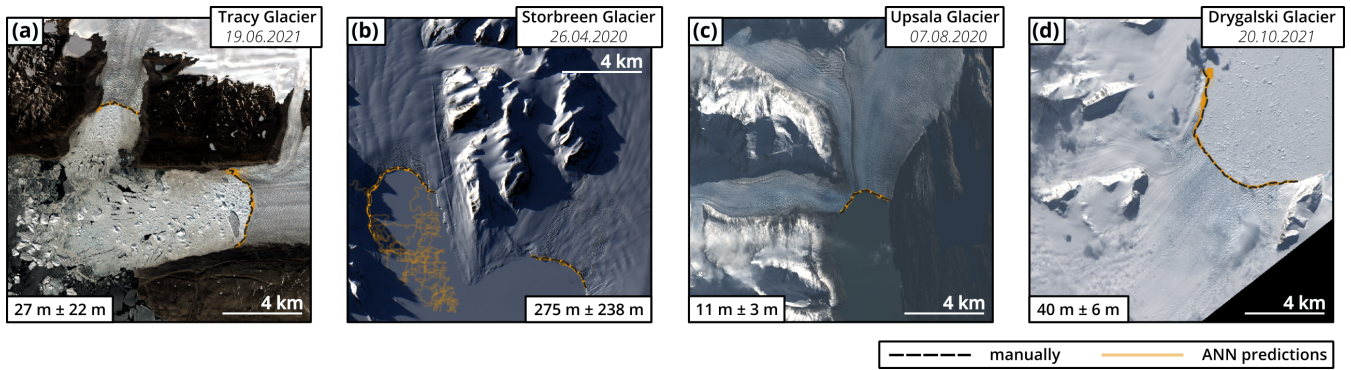 (a)
Tracy Glacier
19.06.2021
27 m ± 22 m
4 km
(b)
Storbreen Glacier
26.04.2020
4 km
275 m ± 238 m
(c)
Upsala Glacier
07.08.2020
11 m ± 3 m
4 km
(d)
Drygalski Glacier
20.10.2021
40 m ± 6 m
4 km
manually
ANN predictions